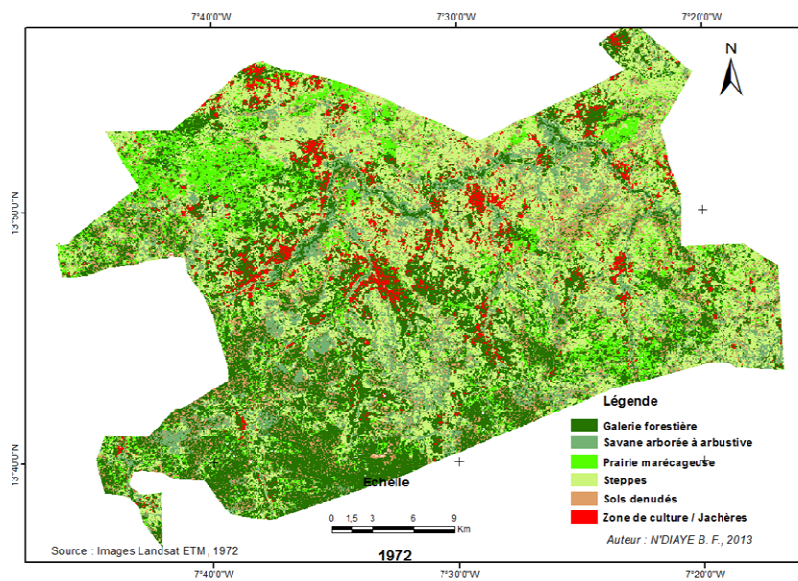 7°40'0"W
7°30'0"W
7°20'0"W
N
13°50'0"N
13°40'0"N
Légende
Galerie forestière
Savane arborée à arbustive
Prairie marécageuse
Steppes
Sols denudés
Zone de culture / Jachères
Echelle
0 1,5 3 6 9
Km
Source : Images Landsat ETM, 1972
1972
Auteur : N'DIAYE B. F., 2013
7°40'0"W
7°30'0"W
7°20'0"W